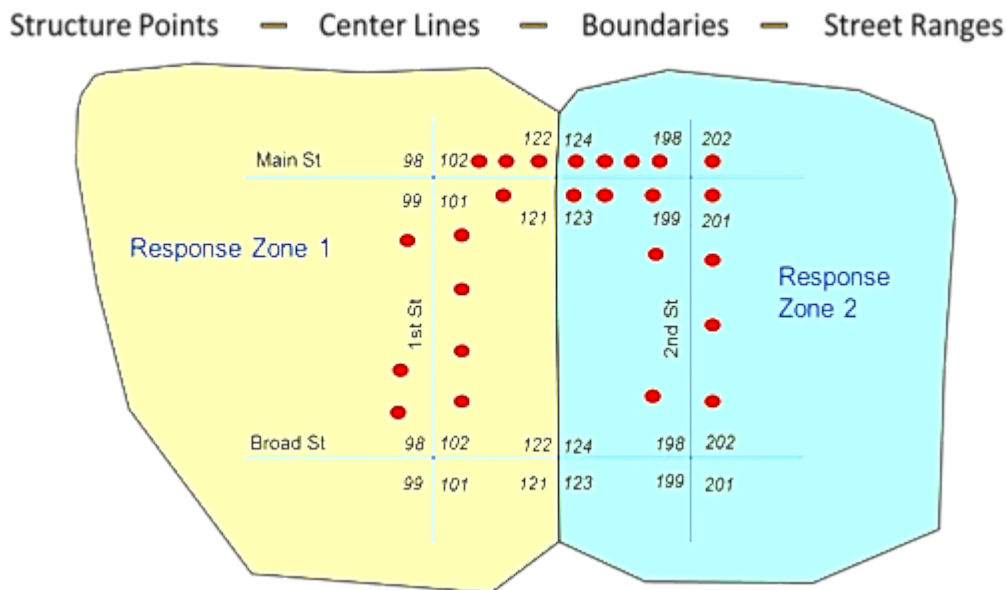 Structure Points — Center Lines — Boundaries — Street Ranges
122 124 198 202
Main St 98 102
99 101
121 123 199 201
Response Zone 1
Response
Zone 2
1st St
2nd St
Broad St 98 102 122 124 198 202
99 101 121 123 199 201